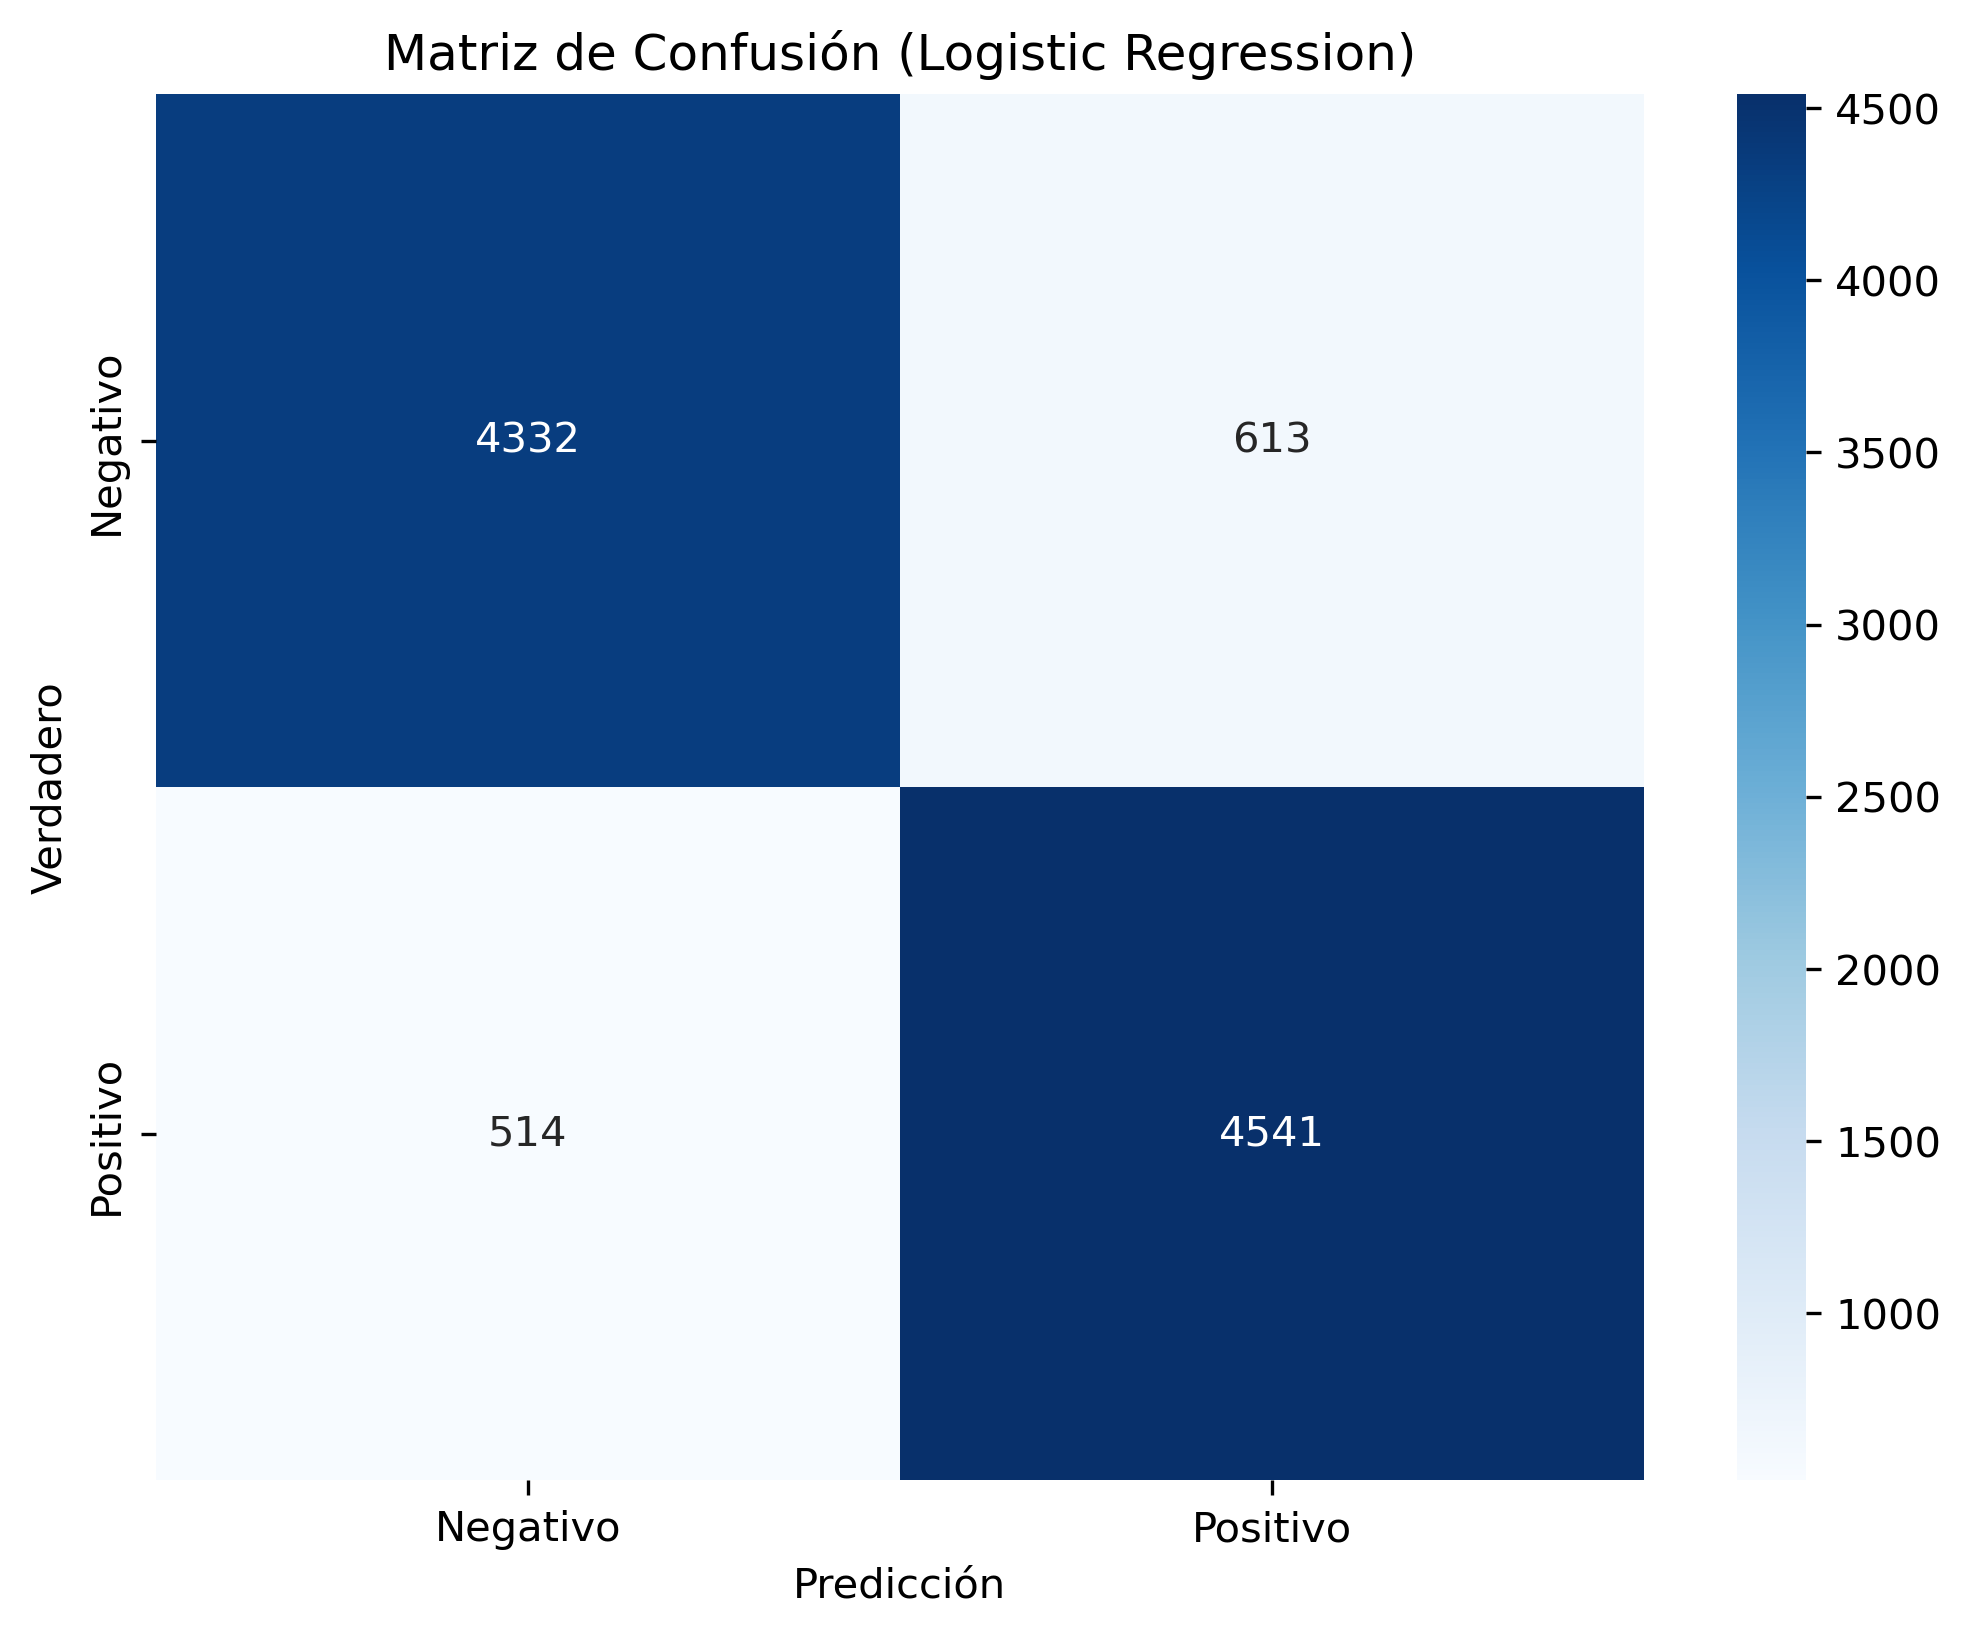 Matriz de Confusión (Logistic Regression)
Verdadero
Negativo
4332
613
Positivo
514
4541
Negativo
Positivo
Predicción
4500
4000
3500
3000
2500
2000
1500
1000